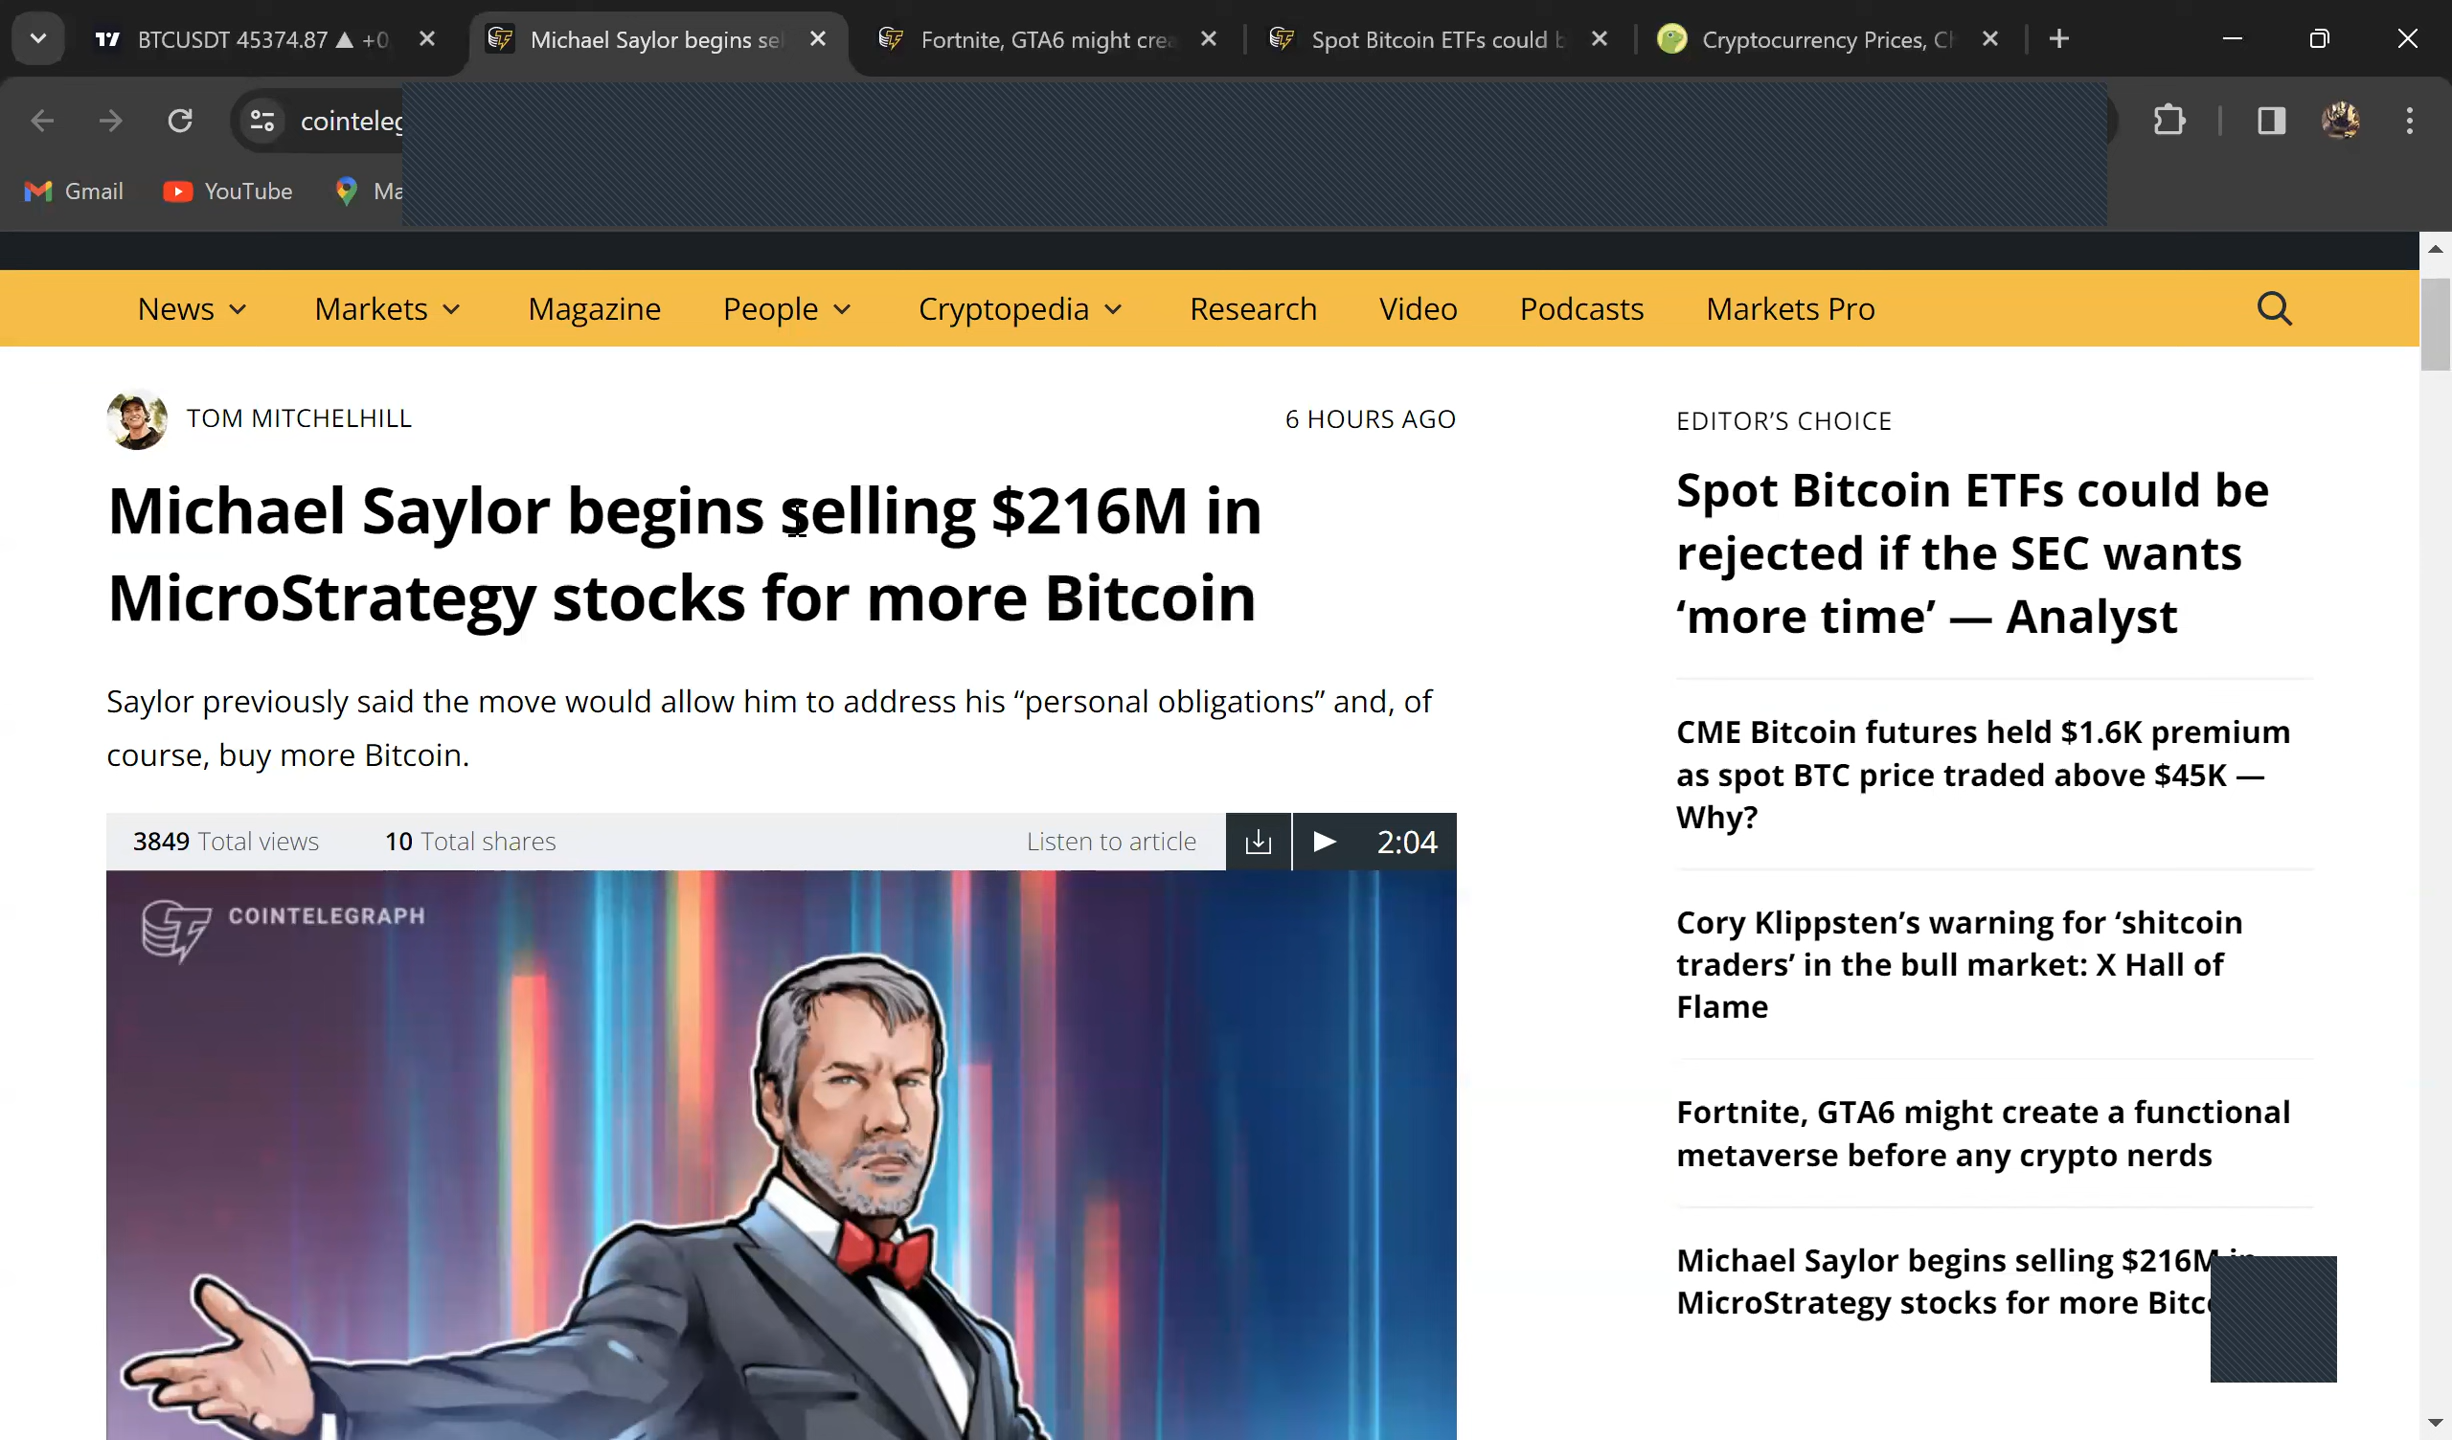 BTCUSDT 45374.87 ▲ +0
Michael Saylor begins se
Fortnite, GTA6 might crea
Spot Bitcoin ETFs could b
Cryptocurrency Prices, Ch
cointeleg
Gmail
YouTube
Ma
News
Markets
Magazine
People
Cryptopedia
Research
Video
Podcasts
Markets Pro
TOM MITCHELHILL
6 HOURS AGO
Michael Saylor begins selling $216M in
MicroStrategy stocks for more Bitcoin
Saylor previously said the move would allow him to address his “personal obligations” and, of
course, buy more Bitcoin.
3849 Total views
10 Total shares
Listen to article
2:04
COINTELEGRAPH
EDITOR’S CHOICE
Spot Bitcoin ETFs could be
rejected if the SEC wants
‘more time’ — Analyst
CME Bitcoin futures held $1.6K premium
as spot BTC price traded above $45K —
Why?
Cory Klippsten’s warning for ‘shitcoin
traders’ in the bull market: X Hall of
Flame
Fortnite, GTA6 might create a functional
metaverse before any crypto nerds
Michael Saylor begins selling $216M in
MicroStrategy stocks for more Bitc